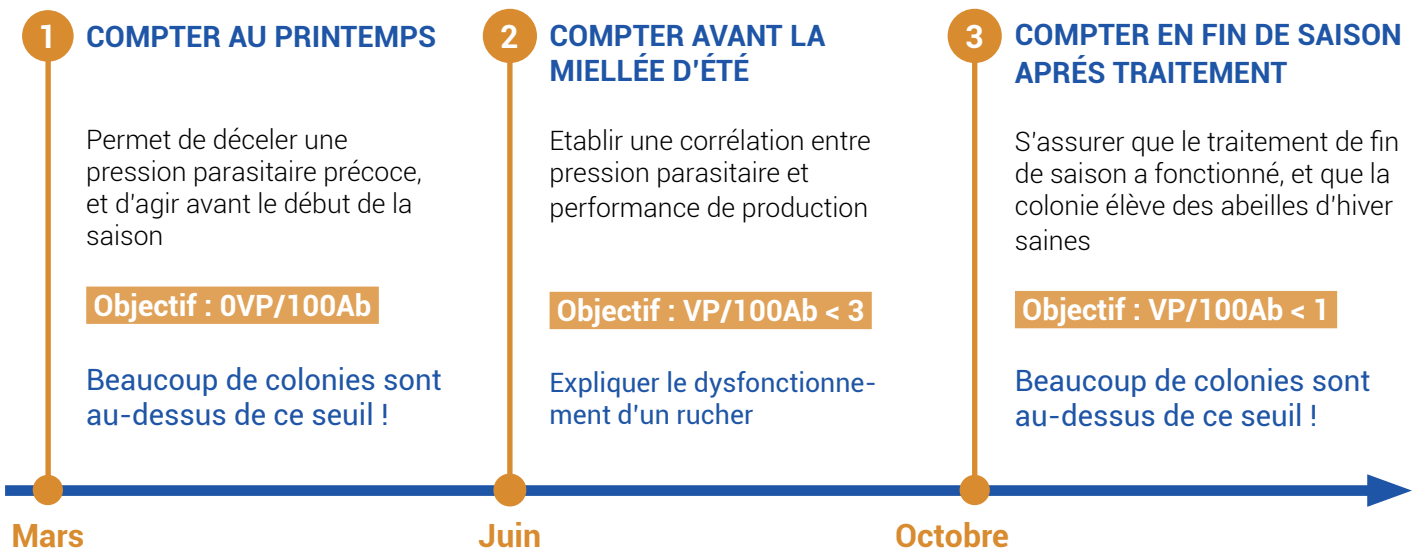 1
COMPTER AU PRINTEMPS
Permet de déceler une
pression parasitaire précoce,
et d'agir avant le début de la
saison
Objectif : 0VP/100Ab
Beaucoup de colonies sont
au-dessus de ce seuil !
Mars
2
COMPTER AVANT LA
MIELLÉE D'ÉTÉ
Etablir une corrélation entre
pression parasitaire et
performance de production
Objectif : VP/100Ab < 3
Expliquer le dysfonctionne-
ment d'un rucher
Juin
3
COMPTER EN FIN DE SAISON
APRÉS TRAITEMENT
S'assurer que le traitement de fin
de saison a fonctionné, et que la
colonie élève des abeilles d'hiver
saines
Objectif : VP/100Ab < 1
Beaucoup de colonies sont
au-dessus de ce seuil !
Octobre